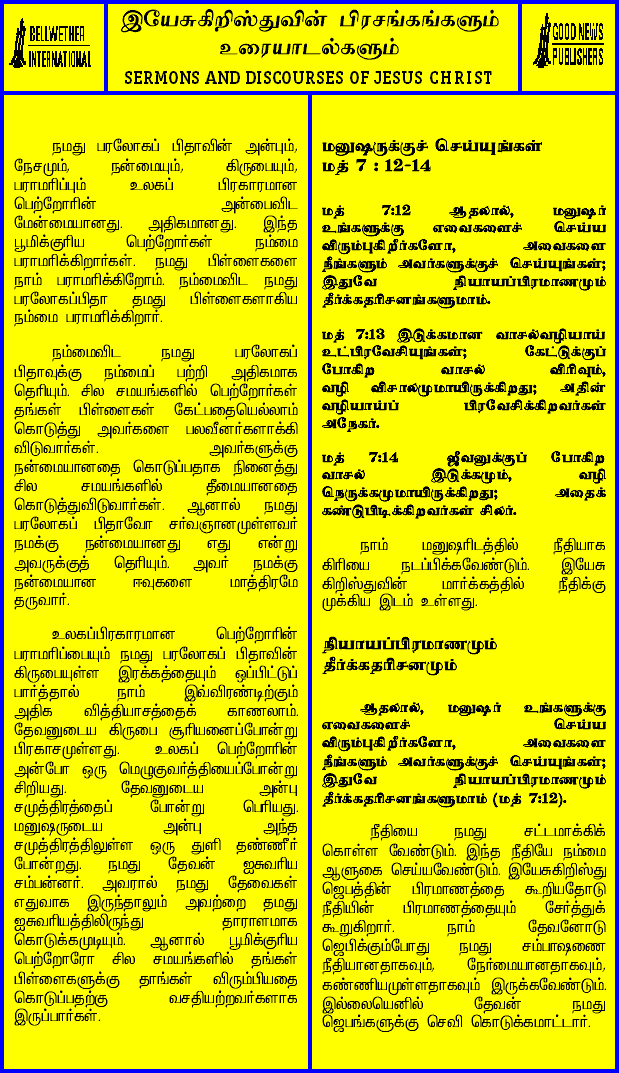 BELLWETHER
INTERNATIONAL
இயேசுகிறிஸ்துவின் பிரசங்கங்களும்
உரையாடல்களும்
SERMONS AND DISCOURSES OF JESUS CHRIST
GOOD NEWS
PUBLISHERS
நமது பரலோகப் பிதாவின் அன்பும்,
நேசமும், நன்மையும், கிருபையும்,
பராமரிப்பும் உலகப் பிரகாரமான
பெற்றோரின் அன்பைவிட
மேன்மையானது. அதிகமானது. இந்த
பூமிக்குரிய பெற்றோர்கள் நம்மை
பராமரிக்கிறார்கள். நமது பிள்ளைகளை
நாம் பராமரிக்கிறோம். நம்மைவிட நமது
பரலோகப்பிதா தமது பிள்ளைகளாகிய
நம்மை பராமரிக்கிறார்.
நம்மைவிட நமது பரலோகப்
பிதாவுக்கு நம்மைப் பற்றி அதிகமாக
தெரியும். சில சமயங்களில் பெற்றோர்கள்
தங்கள் பிள்ளைகள் கேட்பதையெல்லாம்
கொடுத்து அவர்களை பலவீனர்களாக்கி
விடுவார்கள். அவர்களுக்கு
நன்மையானதை கொடுப்பதாக நினைத்து
சில சமயங்களில் தீமையானதை
கொடுத்துவிடுவார்கள். ஆனால் நமது
பரலோகப் பிதாவோ சர்வஞானமுள்ளவர்
நமக்கு நன்மையானது எது என்று
அவருக்குத் தெரியும். அவர் நமக்கு
நன்மையான ஈவுகளை மாத்திரமே
தருவார்.
உலகப்பிரகாரமான பெற்றோரின்
பராமரிப்பையும் நமது பரலோகப் பிதாவின்
கிருபையுள்ள இரக்கத்தையும் ஒப்பிட்டுப்
பார்த்தால் நாம் இவ்விரண்டிற்கும்
அதிக வித்தியாசத்தைக் காணலாம்.
தேவனுடைய கிருபை சூரியனைப்போன்று
பிரகாசமுள்ளது. உலகப் பெற்றோரின்
அன்போ ஒரு மெழுகுவர்த்தியைப்போன்று
சிறியது. தேவனுடைய அன்பு
சமுத்திரத்தைப் போன்று பெரியது.
மனுஷருடைய அன்பு அந்த
சமுத்திரத்திலுள்ள ஒரு துளி தண்ணீர்
போன்றது. நமது தேவன் ஐசுவரிய
சம்பன்னர். அவரால் நமது தேவைகள்
எதுவாக இருந்தாலும் அவற்றை தமது
ஐசுவரியத்திலிருந்து தாராளமாக
கொடுக்கமுடியும். ஆனால் பூமிக்குரிய
பெற்றோரோ சில சமயங்களில் தங்கள்
பிள்ளைகளுக்கு தாங்கள் விரும்பியதை
கொடுப்பதற்கு வசதியற்றவர்களாக
இருப்பார்கள்.
மனுஷருக்குச் செய்யுங்கள்
மத் 7 : 12-14
மத் 7:12 ஆதலால், மனுஷர்
உங்களுக்கு எவைகளைச் செய்ய
விரும்புகிறீர்களோ, அவைகளை
நீங்களும் அவர்களுக்குச் செய்யுங்கள்;
இதுவே நியாயப்பிரமாணமும்
தீர்க்கதரிசனங்களுமாம்.
மத் 7:13 இடுக்கமான வாசல்வழியாய்
உட்பிரவேசியுங்கள்; கேட்டுக்குப்
போகிற வாசல் விரிவும்,
வழி விசாலமுமாயிருக்கிறது; அதின்
வழியாய்ப் பிரவேசிக்கிறவர்கள்
அநேகர்.
மத் 7:14 ஜீவனுக்குப் போகிற
வாசல் இடுக்கமும், வழி
நெருக்கமுமாயிருக்கிறது; அதைக்
கண்டுபிடிக்கிறவர்கள் சிலர்.
நாம் மனுஷரிடத்தில் நீதியாக
கிரியை நடப்பிக்கவேண்டும். இயேசு
கிறிஸ்துவின் மார்க்கத்தில் நீதிக்கு
முக்கிய இடம் உள்ளது.
நியாயப்பிரமாணமும்
தீர்க்கதரிசனமும்
ஆதலால், மனுஷர் உங்களுக்கு
எவைகளைச் செய்ய
விரும்புகிறீர்களோ, அவைகளை
நீங்களும் அவர்களுக்குச் செய்யுங்கள்;
இதுவே நியாயப்பிரமாணமும்
தீர்க்கதரிசனங்களுமாம் (மத் 7:12).
நீதியை நமது சட்டமாக்கிக்
கொள்ள வேண்டும். இந்த நீதியே நம்மை
ஆளுகை செய்யவேண்டும். இயேசுகிறிஸ்து
ஜெபத்தின் பிரமாணத்தை கூறியதோடு
நீதியின் பிரமாணத்தையும் சேர்த்துக்
கூறுகிறார். நாம் தேவனோடு
ஜெபிக்கும்போது நமது சம்பாஷணை
நீதியானதாகவும், நேர்மையானதாகவும்,
கண்ணியமுள்ளதாகவும் இருக்கவேண்டும்.
இல்லையெனில் தேவன் நமது
ஜெபங்களுக்கு செவி கொடுக்கமாட்டார்.